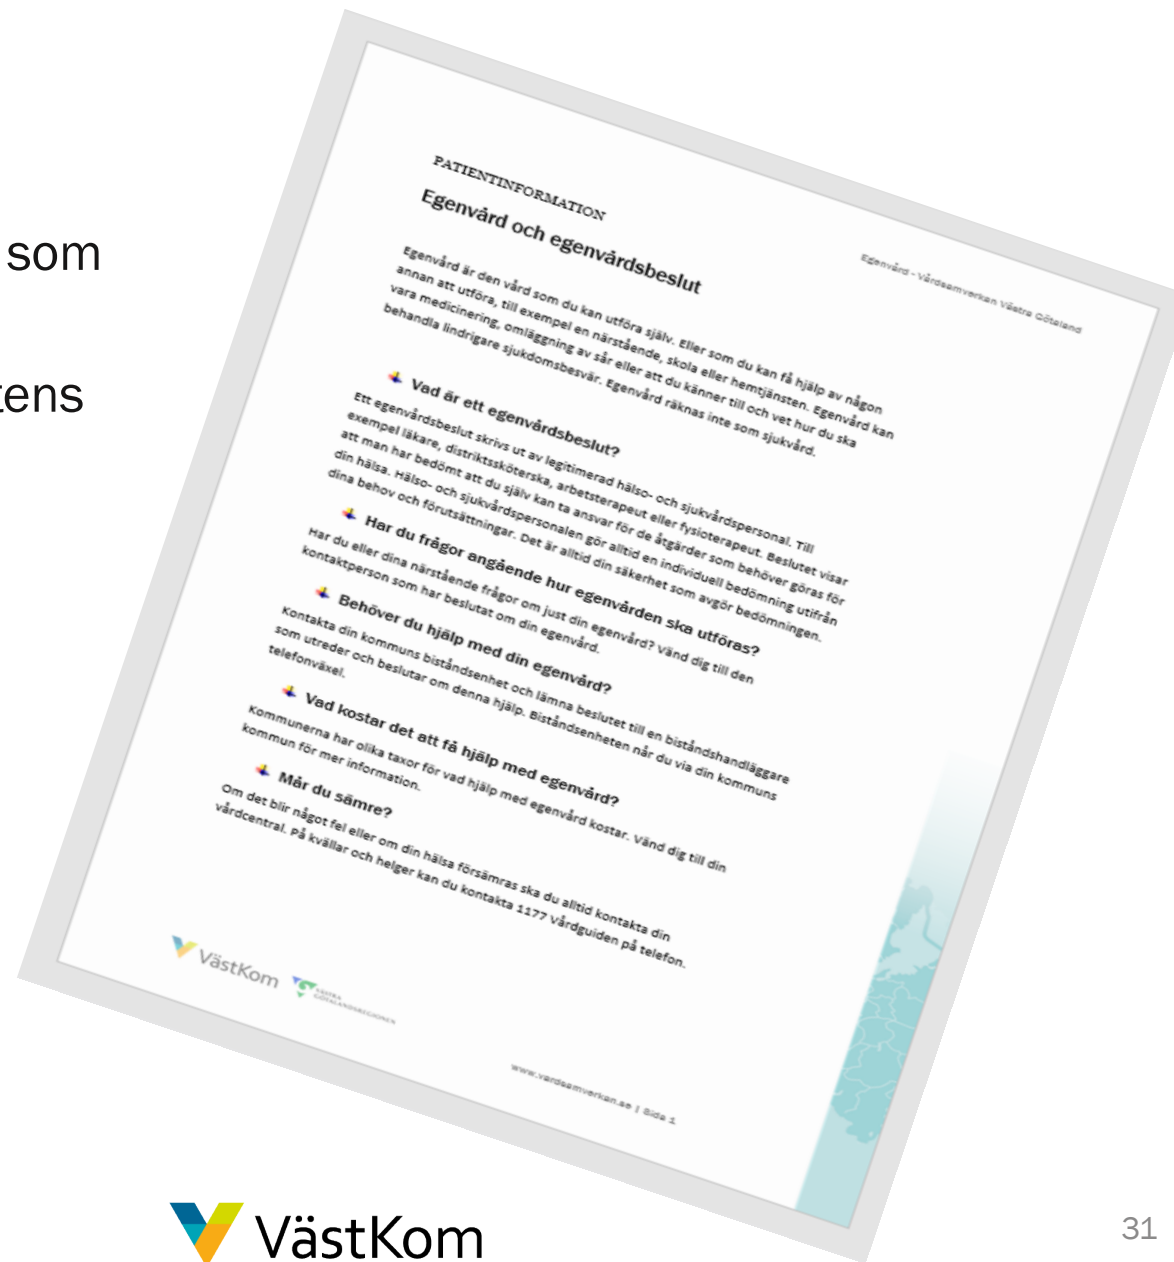 som
tens
PATIENTINFORMATION
Egenvård - Vårdsamverkan Västra Götaland
Egenvård och egenvårdsbeslut
Egenvård är den vård som du kan utföra själv. Eller som du kan få hjälp av någon
annan att utföra, till exempel en närstående, skola eller hemtjänsten. Egenvård kan
vara medicinering, omläggning av sår eller att du känner till och vet hur du ska
behandla lindrigare sjukdomsbesvär. Egenvård räknas inte som sjukvård.
Vad är ett egenvårdsbeslut?
Ett egenvårdsbeslut skrivs ut av legitimerad hälso- och sjukvårdspersonal. Till
exempel läkare, distriktssköterska, arbetsterapeut eller fysioterapeut. Beslutet visar
att man har bedömt att du själv kan ta ansvar för de åtgärder som behöver göras för
din hälsa. Hälso- och sjukvårdspersonalen gör alltid en individuell bedömning utifrån
dina behov och förutsättningar. Det är alltid din säkerhet som avgör bedömningen.
Har du frågor angående hur egenvården ska utföras?
Har du eller dina närstående frågor om just din egenvård? Vänd dig till den
kontaktperson som har beslutat om din egenvård.
Behöver du hjälp med din egenvård?
Kontakta din kommuns biståndsenhet och lämna beslutet till en biståndshandläggare
som utreder och beslutar om denna hjälp. Biståndsenheten når du via din kommuns
telefonväxel.
Vad kostar det att få hjälp med egenvård?
Kommunerna har olika taxor för vad hjälp med egenvård kostar. Vänd dig till din
kommun för mer information.
Mår du sämre?
Om det blir något fel eller om din hälsa försämras ska du alltid kontakta din
vårdcentral. På kvällar och helger kan du kontakta 1177 Vårdguiden på telefon.
VästKom
VÄSTRA
GÖTALANDSREGIONEN
www.vardsamverkan.se | Sida 1
VästKom
31